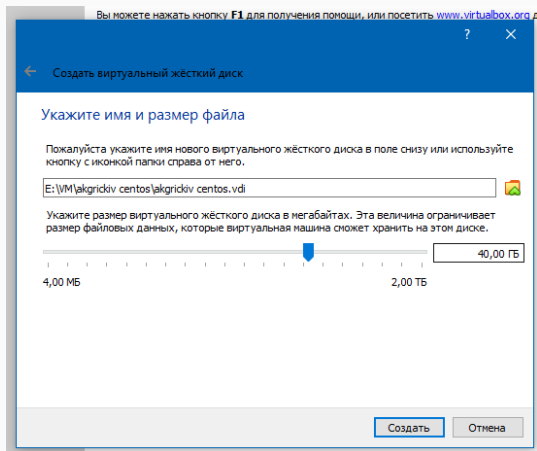 Вы можете нажать кнопку F1 для получения помощи, или посетить www.virtualbox.org д
?
Создать виртуальный жёсткий диск
Укажите имя и размер файла
Пожалуйста укажите имя нового виртуального жёсткого диска в поле снизу или используйте
кнопку с иконкой папки справа от него.
E:\VM\akgrickiv centos\akgrickiv centos.vdi
Укажите размер виртуального жёсткого диска в мегабайтах. Эта величина ограничивает
размер файловых данных, которые виртуальная машина сможет хранить на этом диске.
40,00 ГБ
4,00 МБ 2,00 ТБ
Создать Отмена